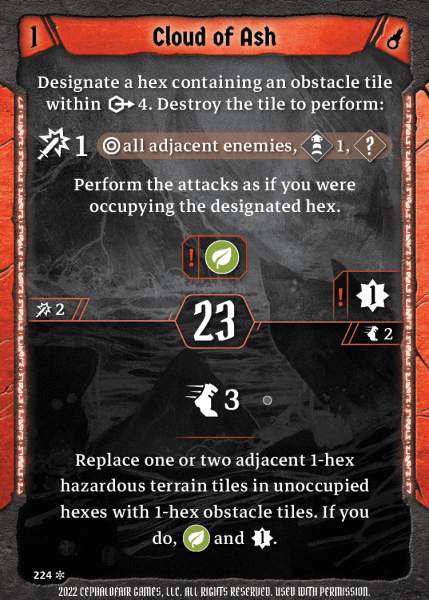 1
Cloud of Ash
Designate a hex containing an obstacle tile
within 4. Destroy the tile to perform:
1 all adjacent enemies, 1, ?
Perform the attacks as if you were
occupying the designated hex.
!
! 1
2
23
2
3
Replace one or two adjacent 1-hex
hazardous terrain tiles in unoccupied
hexes with 1-hex obstacle tiles. If you
do, and 1.
224
2022 CEPHALOFAIR GAMES, LLC. ALL RIGHTS RESERVED. USED WITH PERMISSION.